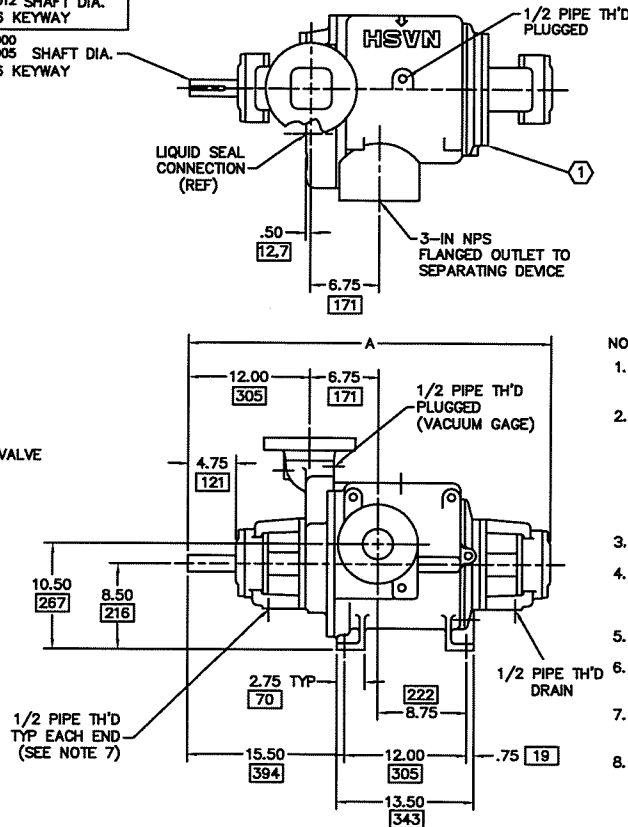 SHAFT DIA.
KEYWAY
SHAFT DIA.
KEYWAY
NASH
1/2 PIPE TH'D
PLUGGED
LIQUID SEAL
CONNECTION
(REF)
1
.50
12,7
3-IN NPS
FLANGED OUTLET TO
SEPARATING DEVICE
6.75
171
A
12.00
305
6.75
171
1/2 PIPE TH'D
PLUGGED
(VACUUM GAGE)
VALVE
4.75
121
10.50
267
8.50
216
2.75 TYP
70
222
8.75
1/2 PIPE TH'D
DRAIN
1/2 PIPE TH'D
TYP EACH END
(SEE NOTE 7)
15.50
394
12.00
305
.75 19
13.50
343
NO
1.
2.
3.
4.
5.
6.
7.
8.